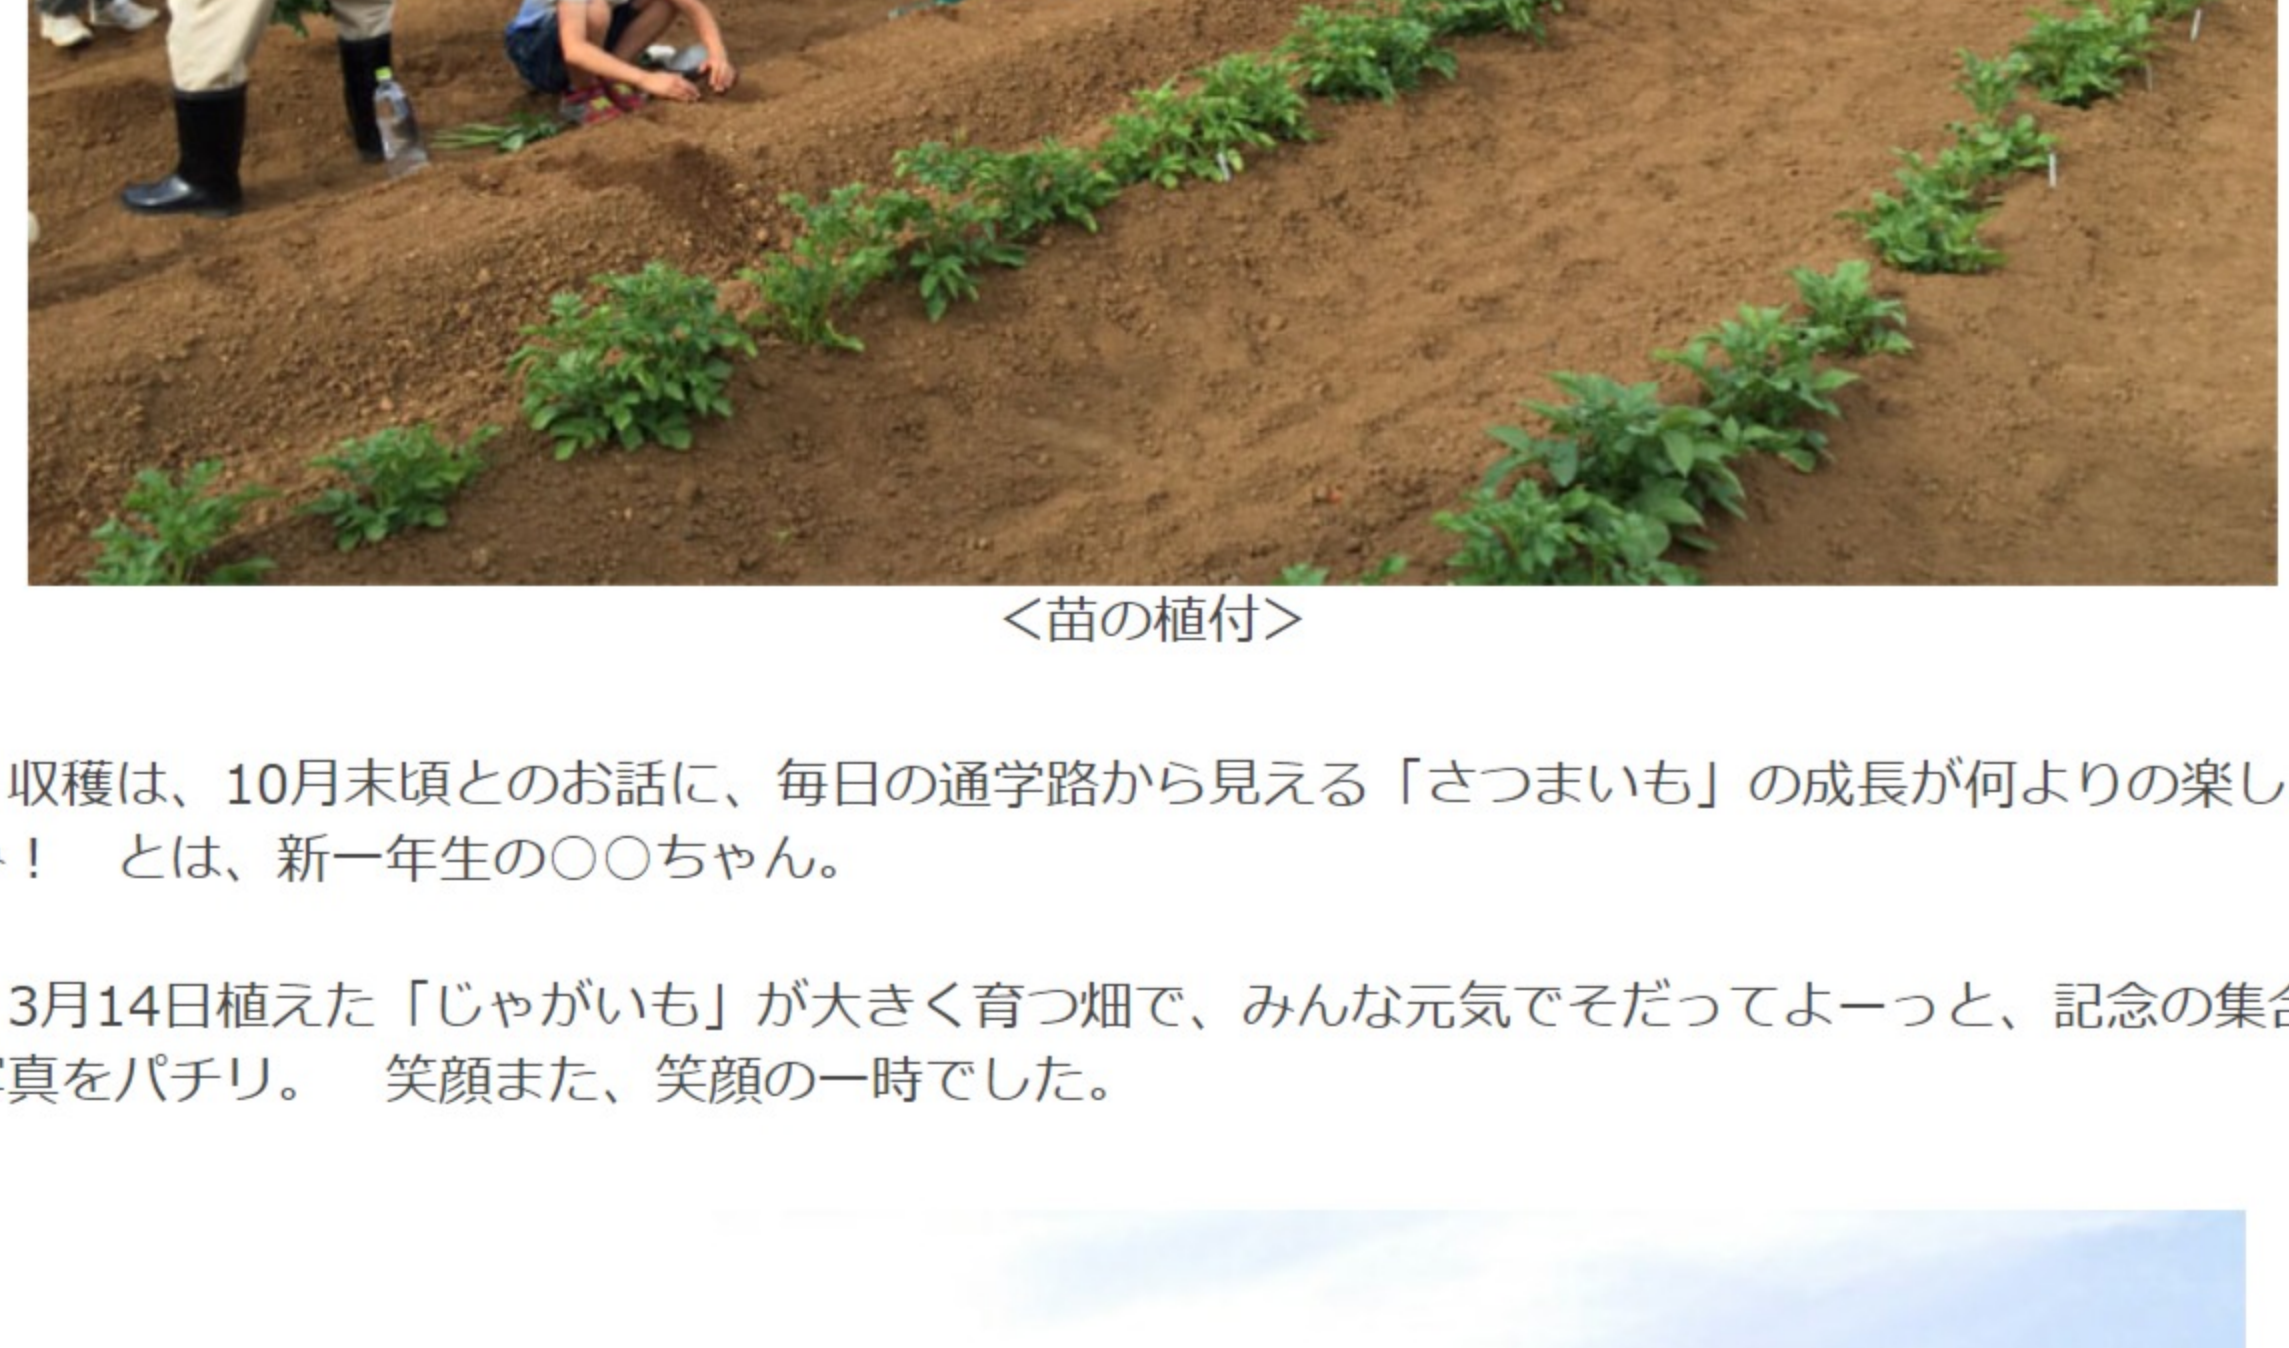 ＜苗の植付＞
収穫は、10月末頃とのお話に、毎日の通学路から見える「さつまいも」の成長が何よりの楽し
！　とは、新一年生の○○ちゃん。
3月14日植えた「じゃがいも」が大きく育つ畑で、みんな元気でそだってよーっと、記念の集合
写真をパチリ。　笑顔また、笑顔の一時でした。